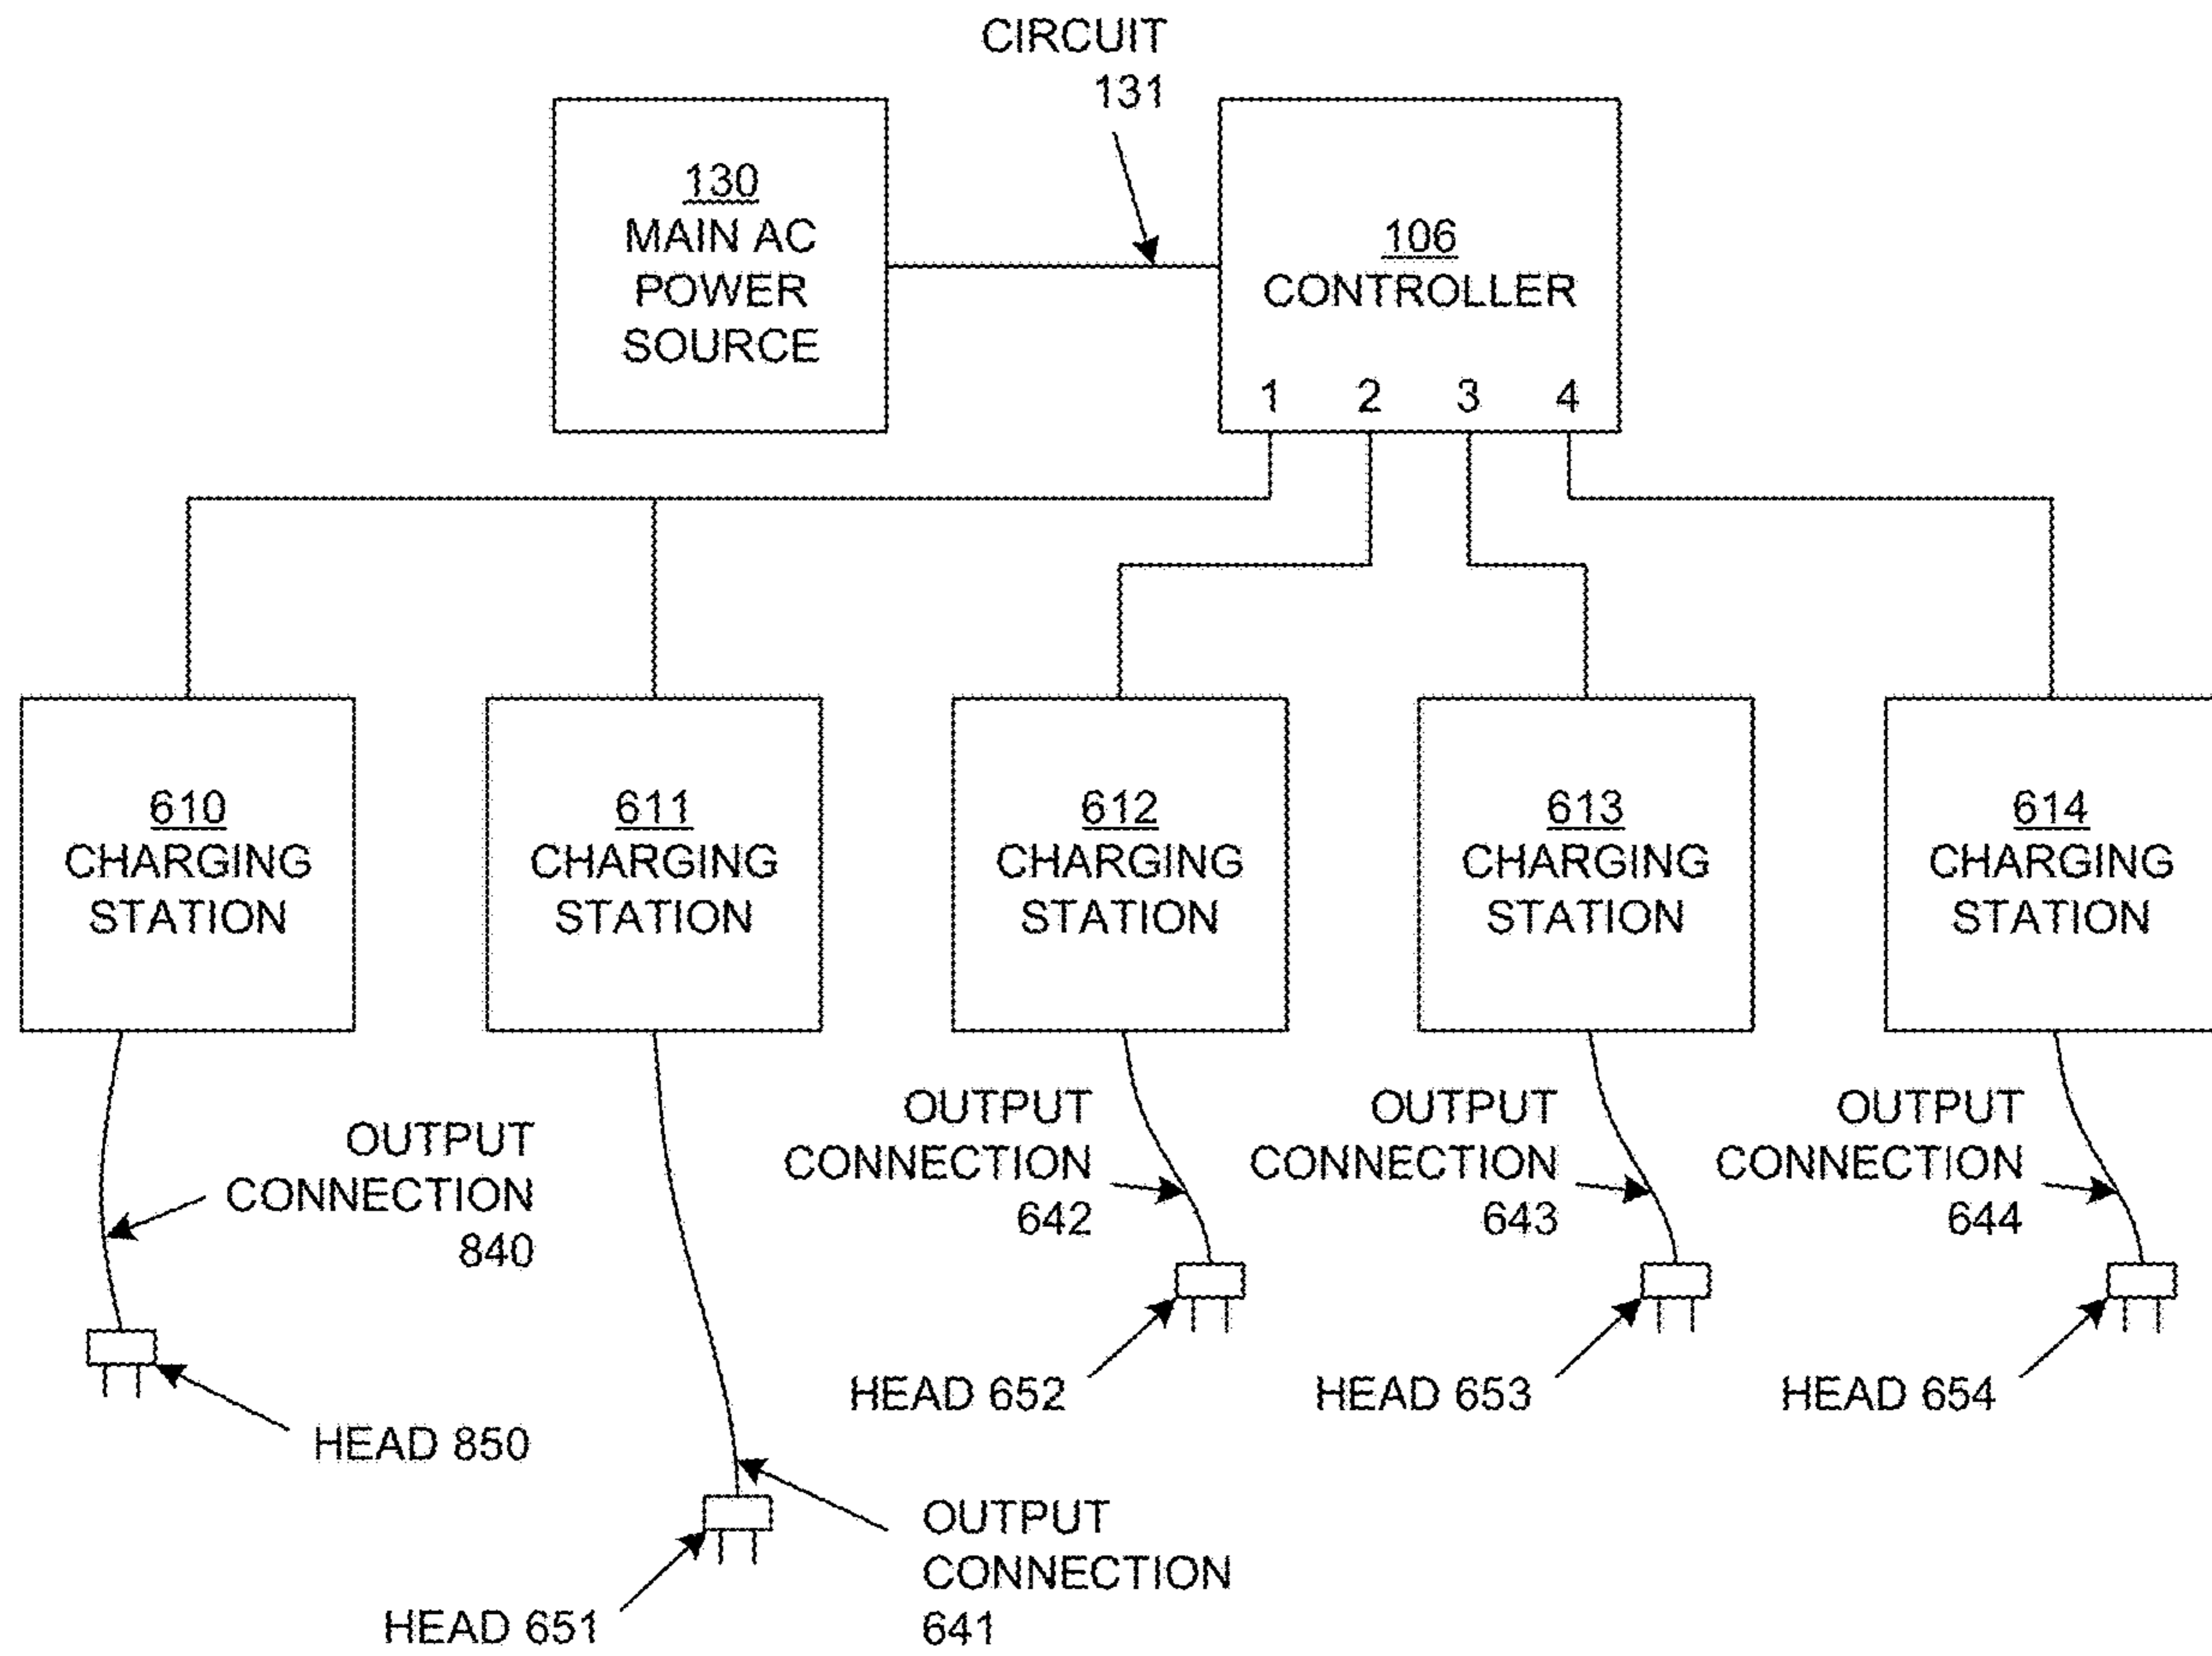 CIRCUIT
131
130
MAIN AC
POWER
SOURCE
106
CONTROLLER
1 2 3 4
610
CHARGING
STATION
611
CHARGING
STATION
612
CHARGING
STATION
613
CHARGING
STATION
614
CHARGING
STATION
OUTPUT
CONNECTION
840
OUTPUT
CONNECTION
642
OUTPUT
CONNECTION
643
OUTPUT
CONNECTION
644
HEAD 850
HEAD 652
HEAD 653
HEAD 654
OUTPUT
CONNECTION
641
HEAD 651